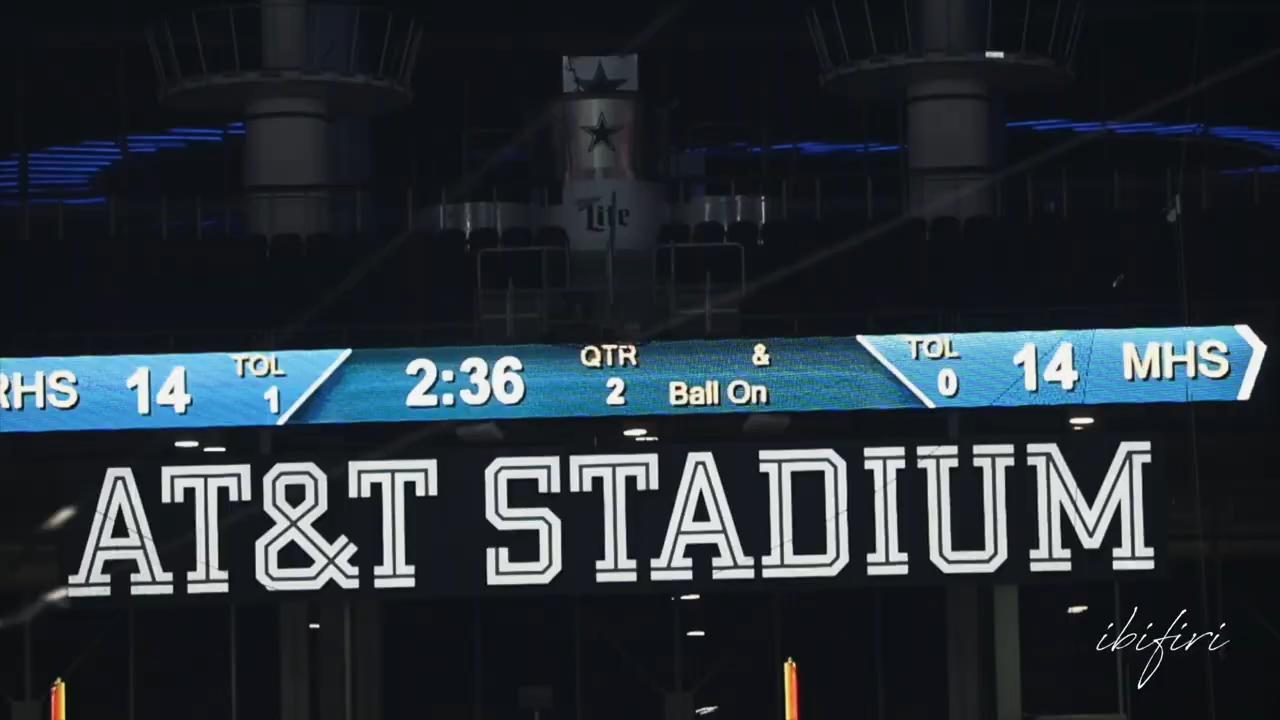 Lite
RHS 14 TOL 1 2:36 QTR 2 & Ball On TOL 0 14 MHS
AT&T STADIUM
ibifiri